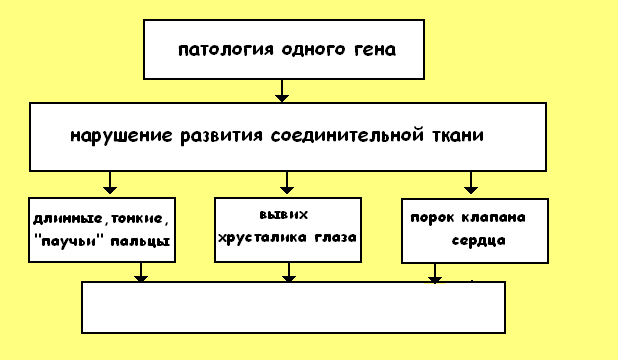 патология одного гена
нарушение развития соединительной ткани
длинные, тонкие,
"паучьи" пальцы
вывих
хрусталика глаза
порок клапана
сердца